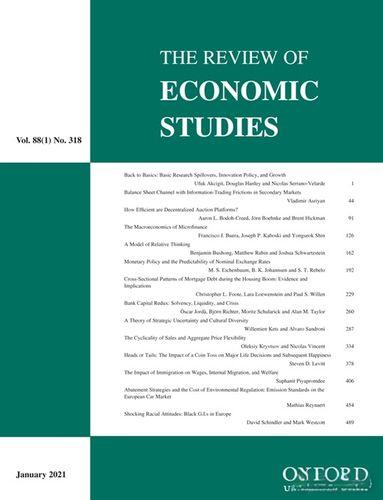 THE REVIEW OF
ECONOMIC
STUDIES
Vol. 88(1) No. 318
Back to Basics: Basic Research Spillovers, Innovation Policy, and Growth
Ufuk Akcigit, Douglas Hanley and Nicolas Serrano-Velarde 1
Balance Sheet Channel with Information-Trading Frictions in Secondary Markets
Vladimir Asriyan 44
How Efficient are Decentralized Auction Platforms?
Aaron L. Bodoh-Creed, Jörn Boehnke and Brent Hickman 91
The Macroeconomics of Microfinance
Francisco J. Buera, Joseph P. Kaboski and Yongseok Shin 126
A Model of Relative Thinking
Benjamin Bushong, Matthew Rabin and Joshua Schwartzstein 162
Monetary Policy and the Predictability of Nominal Exchange Rates
M. S. Eichenbaum, B. K. Johannsen and S. T. Rebelo 192
Cross-Sectional Patterns of Mortgage Debt during the Housing Boom: Evidence and
Implications
Christopher L. Foote, Lara Loewenstein and Paul S. Willen 229
Bank Capital Redux: Solvency, Liquidity, and Crisis
Òscar Jordà, Björn Richter, Moritz Schularick and Alan M. Taylor 260
A Theory of Strategic Uncertainty and Cultural Diversity
Willemien Kets and Alvaro Sandroni 287
The Cyclicality of Sales and Aggregate Price Flexibility
Oleksiy Kryvtsov and Nicolas Vincent 334
Heads or Tails: The Impact of a Coin Toss on Major Life Decisions and Subsequent Happiness
Steven D. Levitt 378
The Impact of Immigration on Wages, Internal Migration, and Welfare
Suphanit Piyapromdee 406
Abatement Strategies and the Cost of Environmental Regulation: Emission Standards on the
European Car Market
Mathias Reynaert 454
Shocking Racial Attitudes: Black G.I.s in Europe
David Schindler and Mark Westcott 489
January 2021
OXFORD